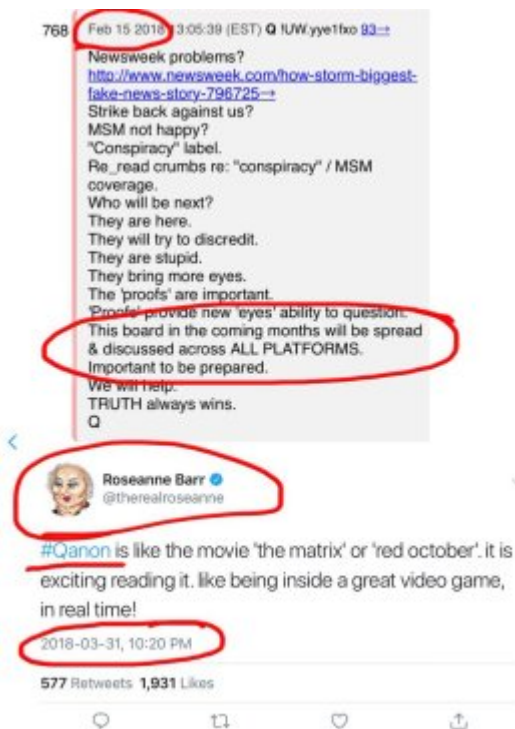 768 Feb 15 2018 13:05:39 (EST) Q !UW.yye1fxo 93→
Newsweek problems?
http://www.newsweek.com/how-storm-biggest-
fake-news-story-796725→
Strike back against us?
MSM not happy?
"Conspiracy" label.
Re_read crumbs re: "conspiracy" / MSM
coverage.
Who will be next?
They are here.
They will try to discredit.
They are stupid.
They bring more eyes.
The 'proofs' are important.
'Proofs' provide new 'eyes' ability to question.
This board in the coming months will be spread
& discussed across ALL PLATFORMS.
Important to be prepared.
We will help.
TRUTH always wins.
Q
Roseanne Barr
@therealroseanne
#Qanon is like the movie 'the matrix' or 'red october'. it is
exciting reading it. like being inside a great video game,
in real time!
2018-03-31, 10:20 PM
577 Retweets 1,931 Likes